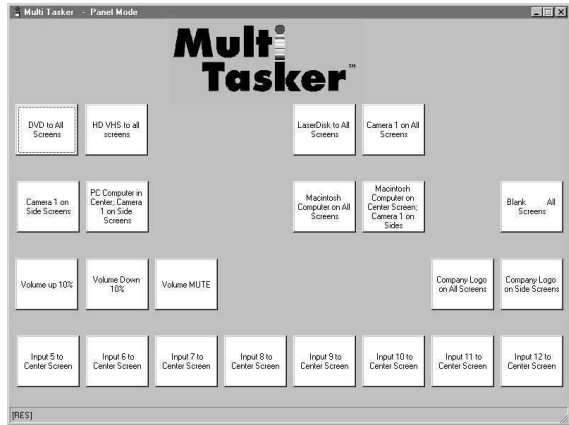 Multi Tasker - Panel Mode
Multi
Tasker™
DVD to All
Screens
HD VHS to all
screens
LaserDisk to All
Screens
Camera 1 on All
Screens
Camera 1 on
Side Screens
PC Computer in
Center; Camera
1 on Side
Screens
Macintosh
Computer on All
Screens
Macintosh
Computer on
Center Screen;
Camera 1 on
Sides
Blank All
Screens
Volume up 10%
Volume Down
10%
Volume MUTE
Company Logo
on All Screens
Company Logo
on Side Screens
Input 5 to
Center Screen
Input 6 to
Center Screen
Input 7 to
Center Screen
Input 8 to
Center Screen
Input 9 to
Center Screen
Input 10 to
Center Screen
Input 11 to
Center Screen
Input 12 to
Center Screen
[RES]